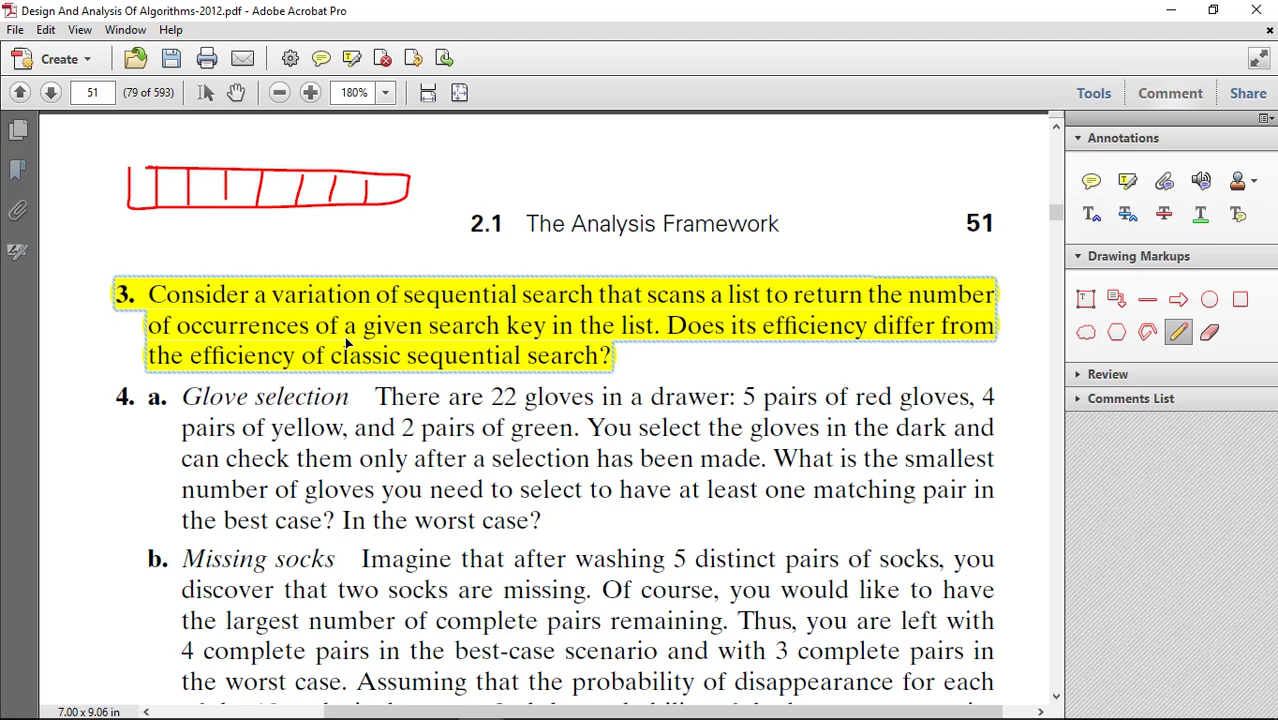 Design And Analysis Of Algorithms-2012.pdf - Adobe Acrobat Pro
File Edit View Window Help
Create
51 (79 of 593) 180% Tools Comment Share
2.1 The Analysis Framework 51
3. Consider a variation of sequential search that scans a list to return the number
of occurrences of a given search key in the list. Does its efficiency differ from
the efficiency of classic sequential search?
4. a. Glove selection There are 22 gloves in a drawer: 5 pairs of red gloves, 4
pairs of yellow, and 2 pairs of green. You select the gloves in the dark and
can check them only after a selection has been made. What is the smallest
number of gloves you need to select to have at least one matching pair in
the best case? In the worst case?
b. Missing socks Imagine that after washing 5 distinct pairs of socks, you
discover that two socks are missing. Of course, you would like to have
the largest number of complete pairs remaining. Thus, you are left with
4 complete pairs in the best-case scenario and with 3 complete pairs in
the worst case. Assuming that the probability of disappearance for each
7.00 x 9.06 in
Annotations
Drawing Markups
Review
Comments List